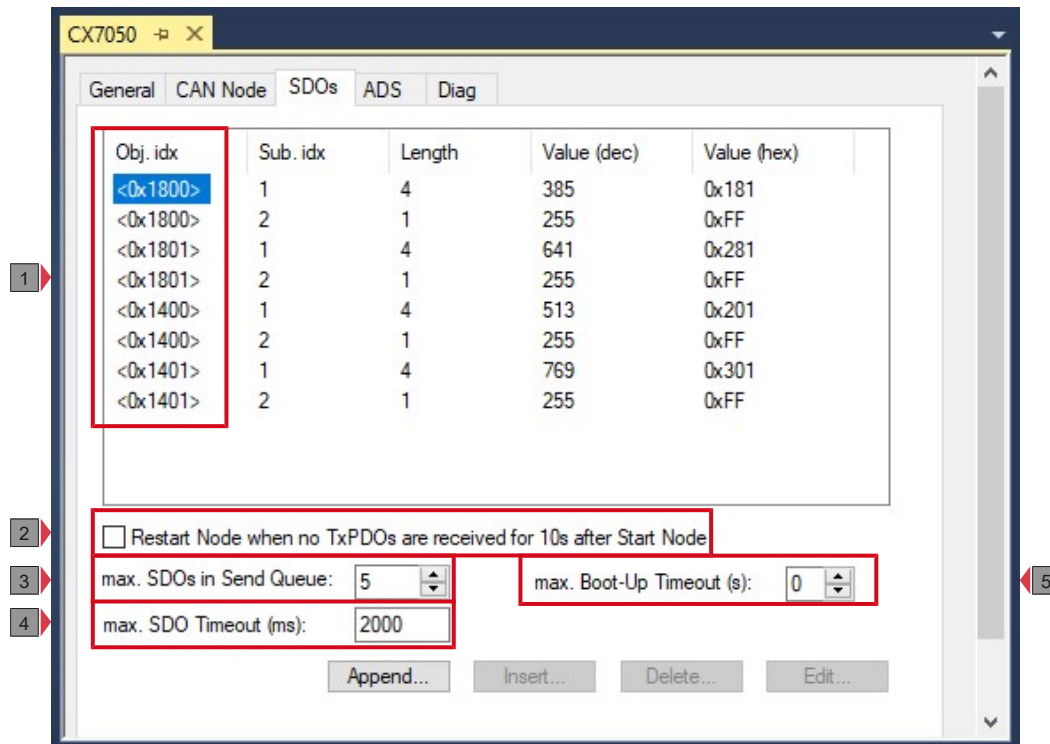 CX7050
General CAN Node SDOs ADS Diag
Obj. idx Sub. idx Length Value (dec) Value (hex)
<0x1800> 1 4 385 0x181
<0x1800> 2 1 255 0xFF
<0x1801> 1 4 641 0x281
1
<0x1801> 2 1 255 0xFF
<0x1400> 1 4 513 0x201
<0x1400> 2 1 255 0xFF
<0x1401> 1 4 769 0x301
<0x1401> 2 1 255 0xFF
2
Restart Node when no TxPDOs are received for 10s after Start Node
3
max. SDOs in Send Queue: 5
max. Boot-Up Timeout (s): 0
5
4
max. SDO Timeout (ms): 2000
Append... Insert... Delete... Edit...